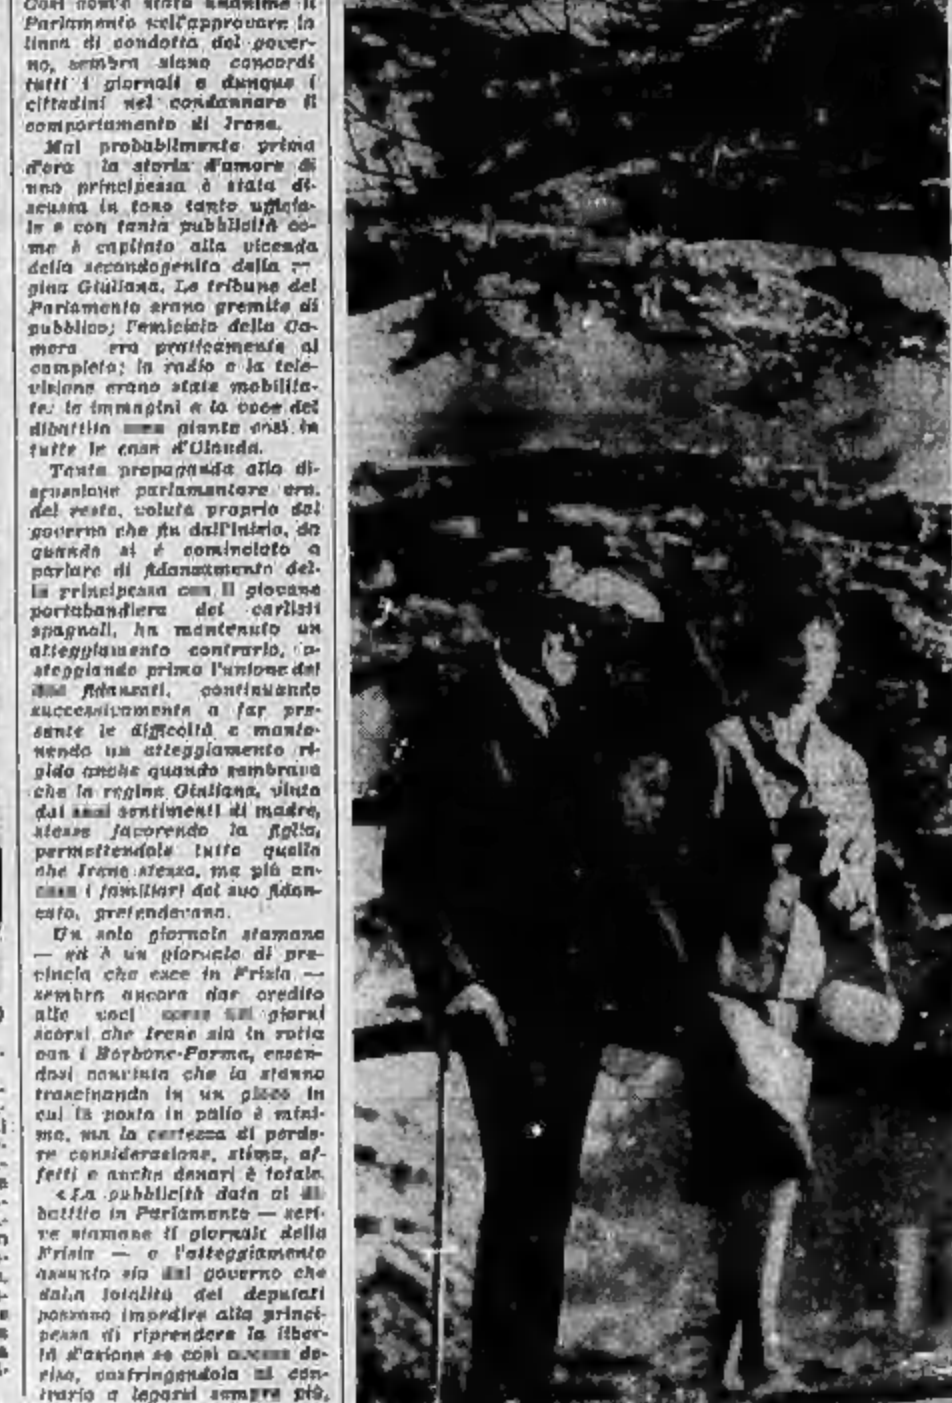 Parlamento nell'approvare la
linea di condotta del gover-
no, sembra siano concordi
tutti i giornali e dunque i
cittadini nel condannare il
comportamento di Irene.
Mai probabilmente prima
d'ora la storia d'amore di
una principessa è stata di-
scussa in tono tanto ufficia-
le e con tanta pubblicità co-
me è capitato alla vicenda
della secondogenita della re-
gina Giuliana. Le tribune del
Parlamento erano gremite di
pubblico; l'emiciclo della Ca-
mera era praticamente al
completo; la radio e la tele-
visione erano state mobilita-
te: le immagini e la voce del
dibattito giunte così in
tutte le case d'Olanda.
Tanta propaganda alla di-
scussione parlamentare era,
del resto, voluta proprio dal
governo che fin dall'inizio, da
quando si è cominciato a
parlare di fidanzamento del-
la principessa con il giovane
portabandiera dei carlisti
spagnoli, ha mantenuto un
atteggiamento contrario, o-
steggiando prima l'unione dei
due fidanzati, continuando
successivamente a far pre-
sente le difficoltà e mante-
nendo un atteggiamento ri-
gido anche quando sembrava
che la regina Giuliana, vinta
dai suoi sentimenti di madre,
stesse favorendo la figlia,
permettendole tutto quello
che Irene stessa, ma più an-
cora i familiari del suo fidan-
zato, pretendevano.
Un solo giornale stamane
— ed è un giornale di pro-
vincia che esce in Frisia —
sembra ancora dar credito
alle voci corse nei giorni
scorsi che Irene sia in rotta
con i Borbone-Parma, essen-
dosi convinta che la stanno
trascinando in un gioco in
cui la posta in palio è mini-
ma, ma la certezza di perde-
re considerazione, stima, af-
fetti e anche denari è totale.
«La pubblicità data al di-
battito in Parlamento — scri-
ve stamane il giornale della
Frisia — e l'atteggiamento
assunto sia dal governo che
dalla totalità dei deputati
possono impedire alla princi-
pessa di riprendere la liber-
tà d'azione se così avesse de-
ciso, costringendola al con-
trario a legarsi sempre più,